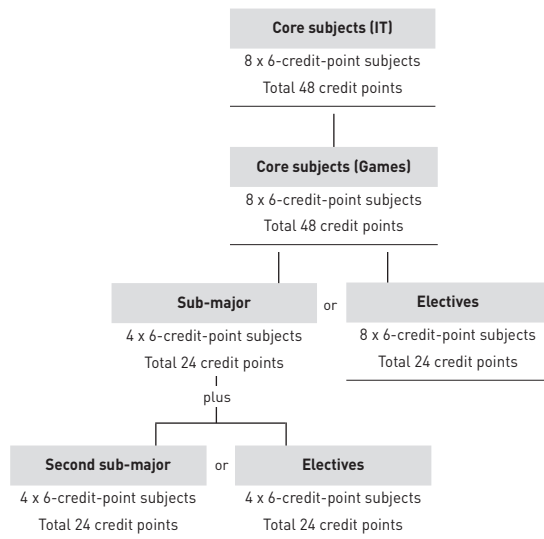 Core subjects (IT)
8 x 6-credit-point subjects
Total 48 credit points
Core subjects (Games)
8 x 6-credit-point subjects
Total 48 credit points
Sub-major
4 x 6-credit-point subjects
Total 24 credit points
or
Electives
8 x 6-credit-point subjects
Total 24 credit points
plus
Second sub-major
4 x 6-credit-point subjects
Total 24 credit points
or
Electives
4 x 6-credit-point subjects
Total 24 credit points